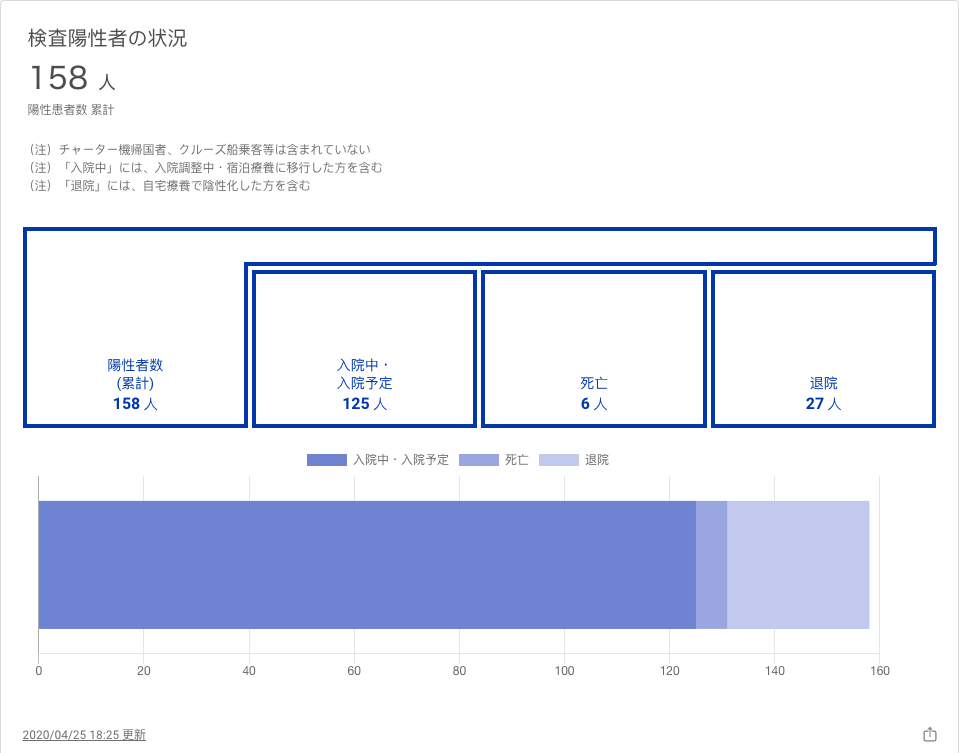 検査陽性者の状況
158 人
陽性患者数 累計
（注）チャーター機帰国者、クルーズ船乗客等は含まれていない
（注）「入院中」には、入院調整中・宿泊療養に移行した方を含む
（注）「退院」には、自宅療養で陰性化した方を含む
陽性者数
(累計)
158 人
入院中・
入院予定
125 人
死亡
6 人
退院
27 人
入院中・入院予定 死亡 退院
0 20 40 60 80 100 120 140 160
2020/04/25 18:25 更新